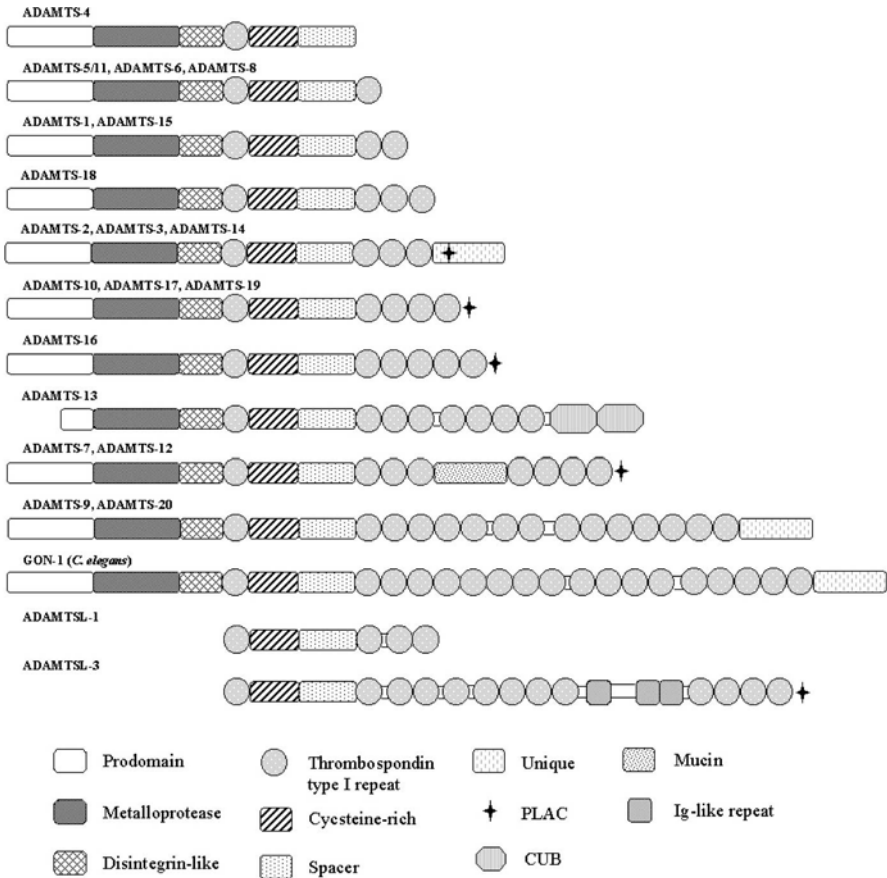 ADAMTS-4
ADAMTS-5/11, ADAMTS-6, ADAMTS-8
ADAMTS-1, ADAMTS-15
ADAMTS-18
ADAMTS-2, ADAMTS-3, ADAMTS-14
ADAMTS-10, ADAMTS-17, ADAMTS-19
ADAMTS-16
ADAMTS-13
ADAMTS-7, ADAMTS-12
ADAMTS-9, ADAMTS-20
GON-1 (C. elegans)
ADAMTSL-1
ADAMTSL-3
Prodomain
Thrombospondin
type I repeat
Unique
Mucin
Metalloprotease
Cycsteine-rich
PLAC
Ig-like repeat
Disintegrin-like
Spacer
CUB